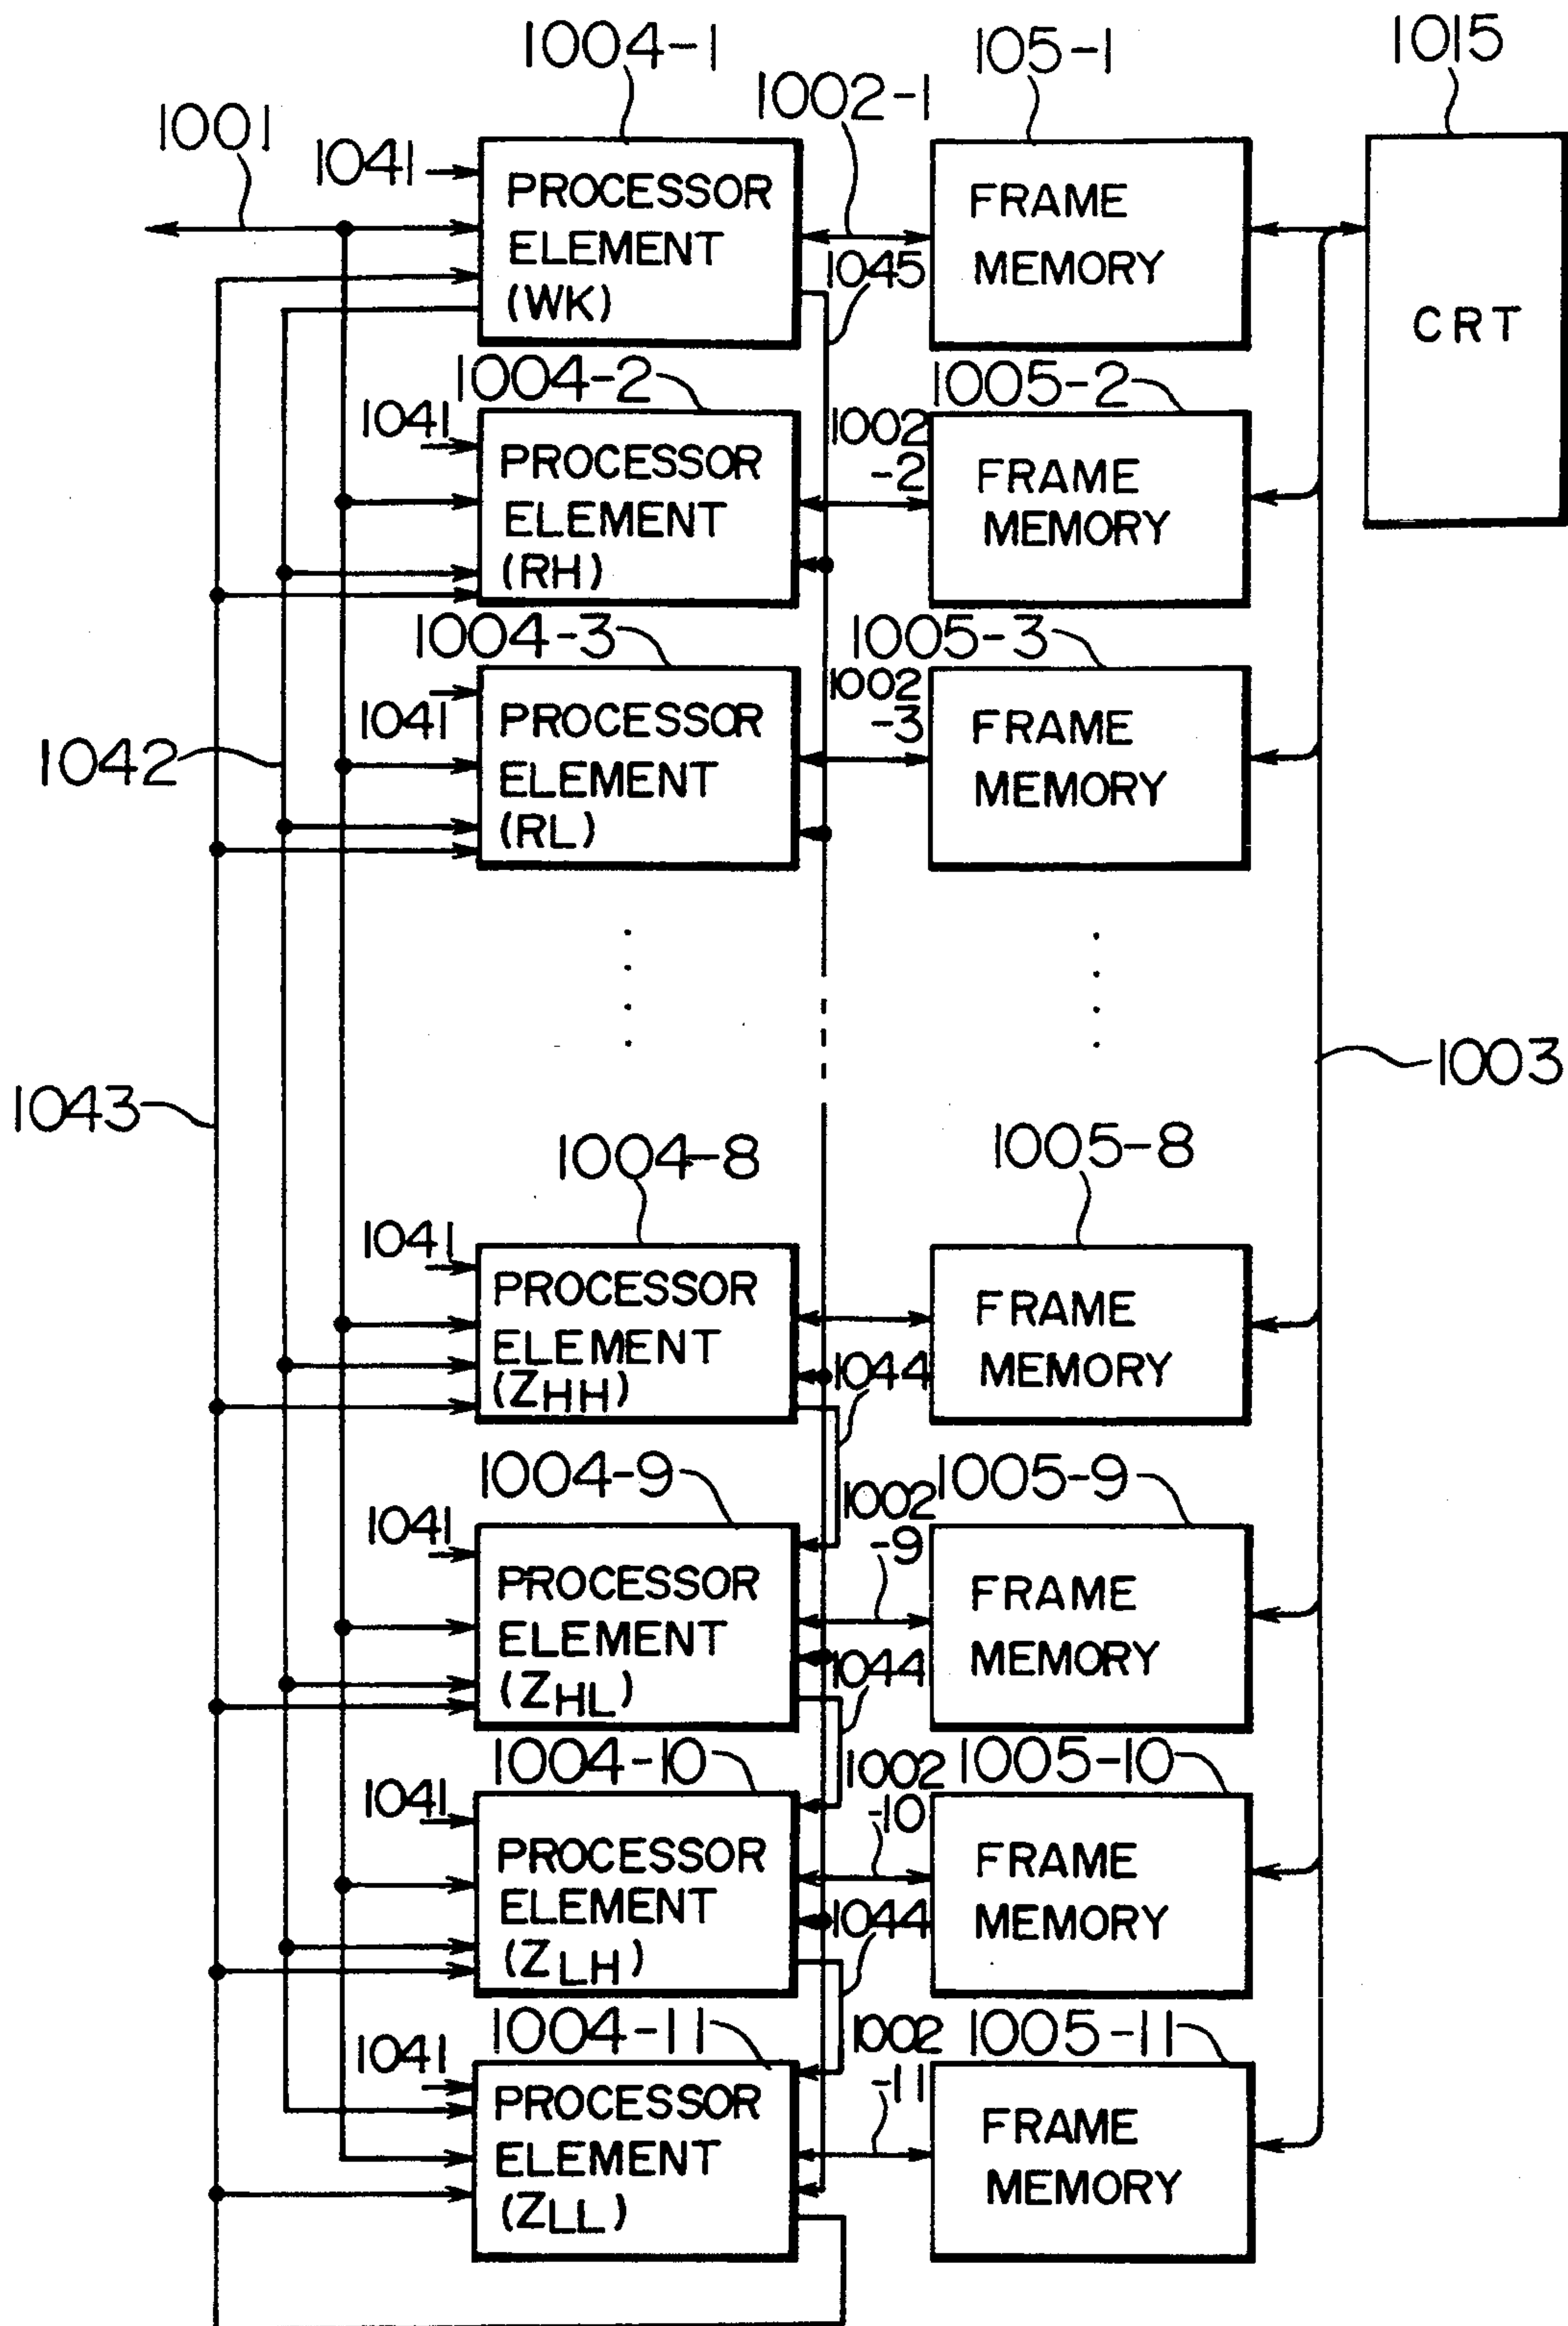 1004-1
105-1
1015
1002-1
1001
1041
PROCESSOR
ELEMENT
(WK)
FRAME
MEMORY
CRT
1045
1004-2
1005-2
1041
PROCESSOR
ELEMENT
(RH)
1002
-2
FRAME
MEMORY
1004-3
1005-3
1041
PROCESSOR
ELEMENT
(RL)
1002
-3
FRAME
MEMORY
1042
1003
1043
1004-8
1005-8
1041
PROCESSOR
ELEMENT
(ZHH)
FRAME
MEMORY
1044
1004-9
1005-9
1041
PROCESSOR
ELEMENT
(ZHL)
1002
-9
FRAME
MEMORY
1044
1004-10
1005-10
1041
PROCESSOR
ELEMENT
(ZLH)
1002
-10
FRAME
MEMORY
1044
1004-11
1005-11
1041
PROCESSOR
ELEMENT
(ZLL)
1002
-11
FRAME
MEMORY